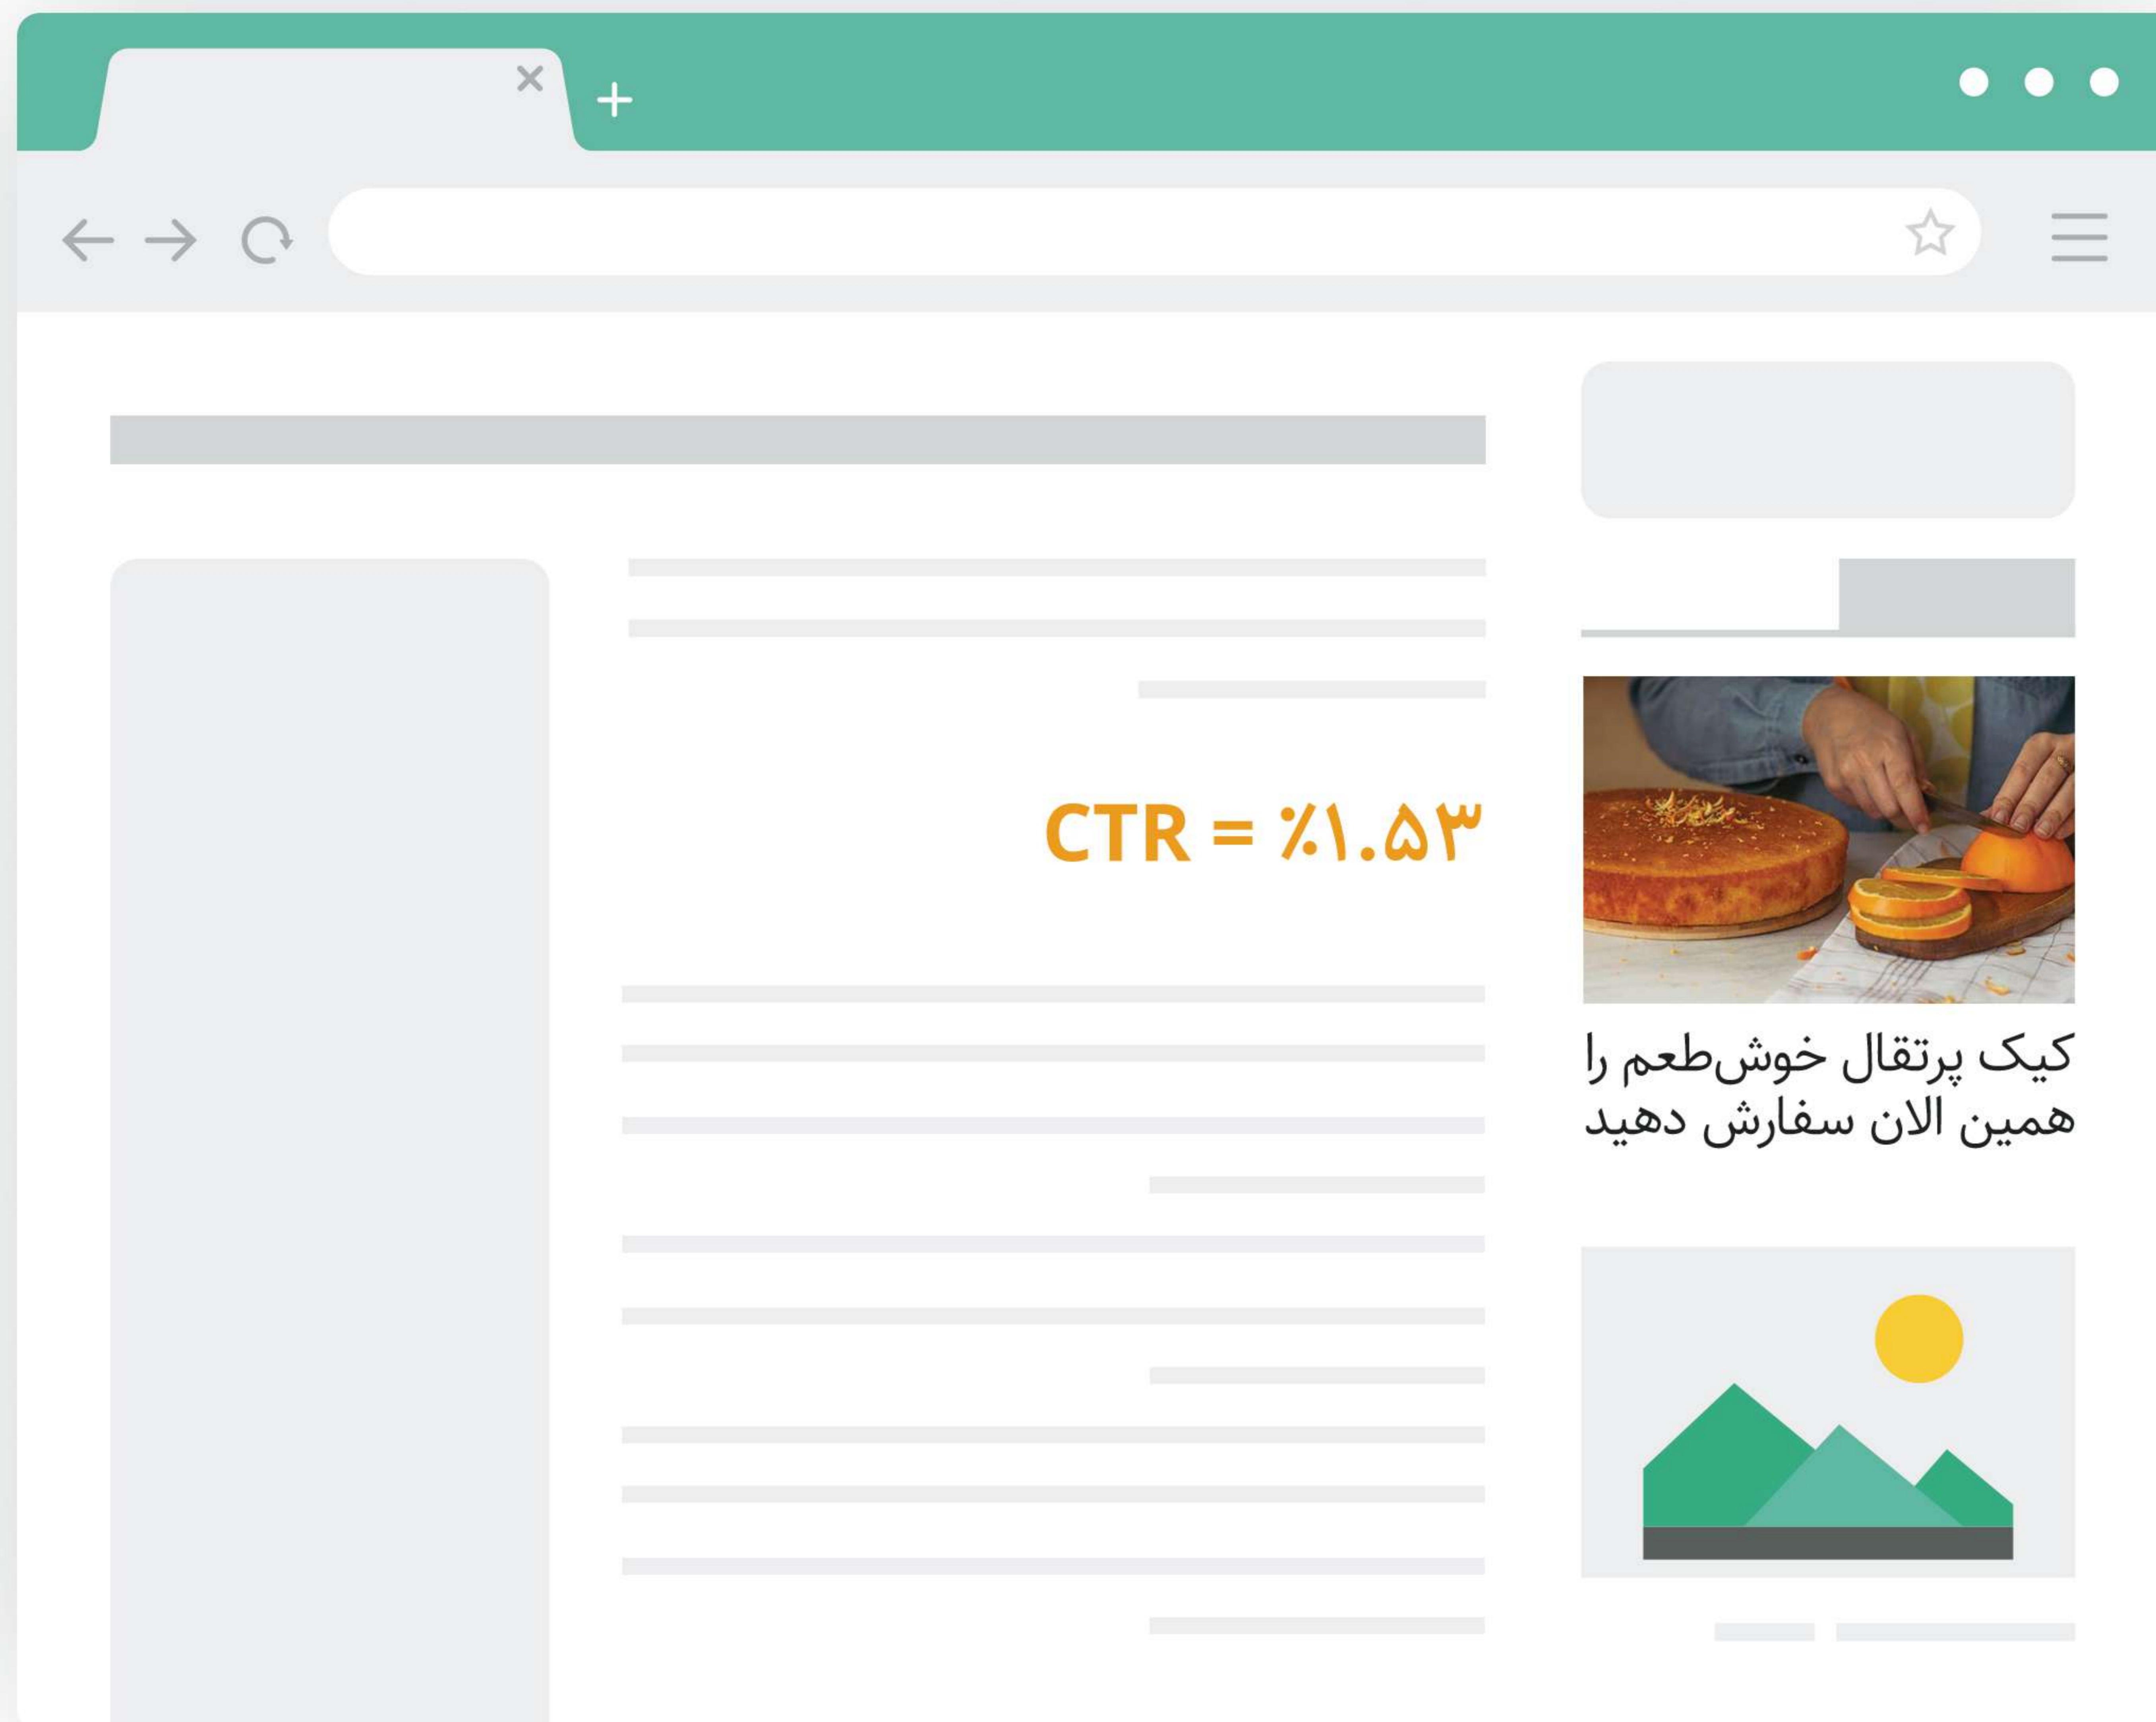 CTR = ٪۱.۵۳
کیک پرتقال خوش‌طعم را
همین الان سفارش دهید